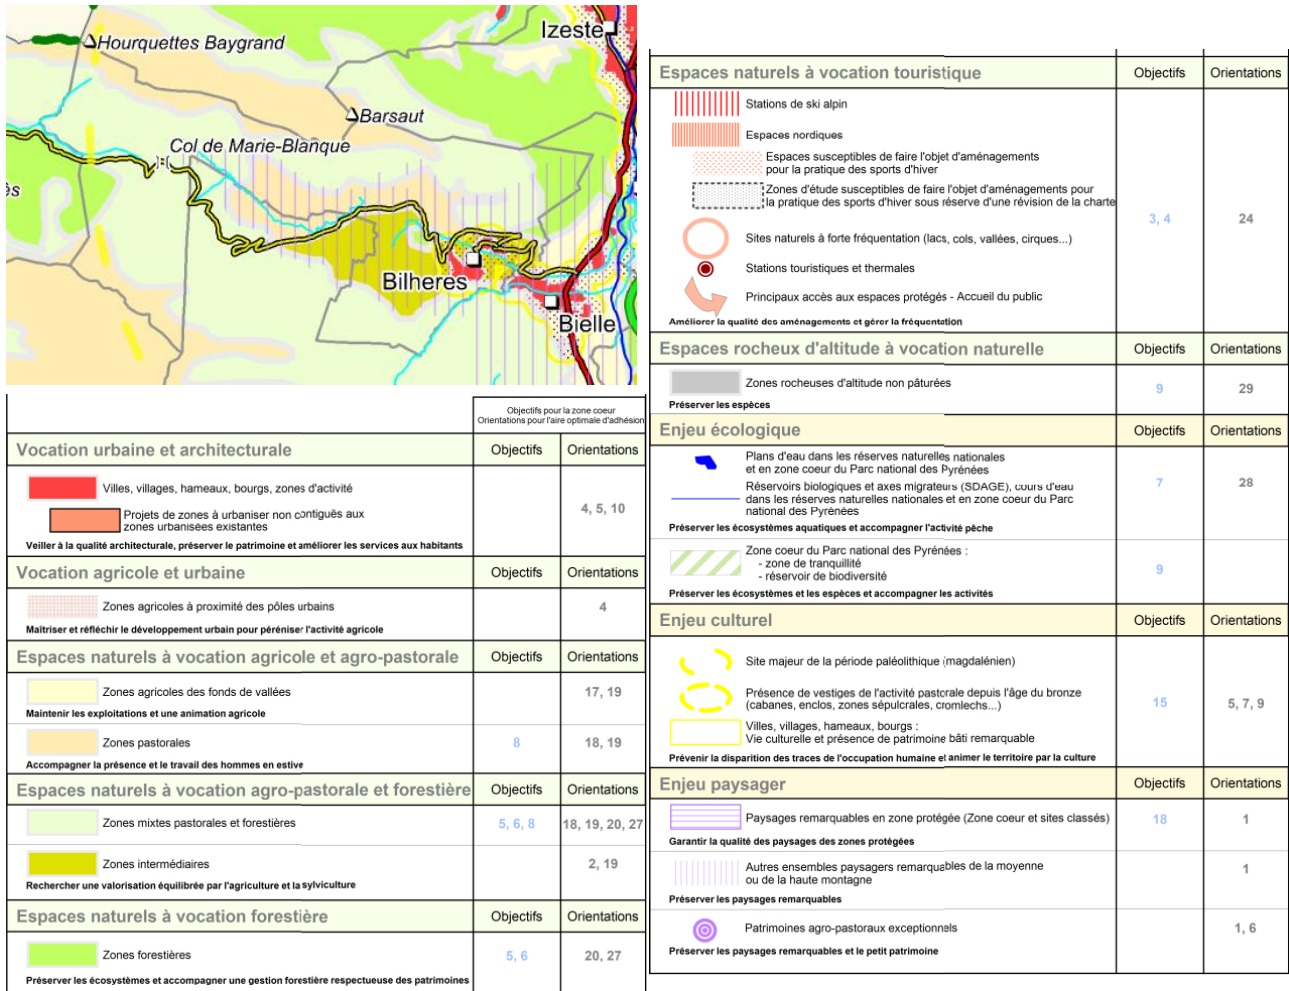 Izeste
Hourquettes Baygrand
Barsaut
Col de Marie-Blanque
ès
Bilheres
Bielle
Objectifs pour la zone coeur
Orientations pour l'aire optimale d'adhésion
Vocation urbaine et architecturale Objectifs Orientations
Villes, villages, hameaux, bourgs, zones d'activité
4, 5, 10
Projets de zones à urbaniser non contiguës aux
zones urbanisées existantes
Veiller à la qualité architecturale, préserver le patrimoine et améliorer les services aux habitants
Vocation agricole et urbaine Objectifs Orientations
Zones agricoles à proximité des pôles urbains 4
Maîtriser et réfléchir le développement urbain pour péréniser l'activité agricole
Espaces naturels à vocation agricole et agro-pastorale Objectifs Orientations
Zones agricoles des fonds de vallées 17, 19
Maintenir les exploitations et une animation agricole
Zones pastorales 8 18, 19
Accompagner la présence et le travail des hommes en estive
Espaces naturels à vocation agro-pastorale et forestière Objectifs Orientations
Zones mixtes pastorales et forestières 5, 6, 8 18, 19, 20, 27
Zones intermédiaires 2, 19
Rechercher une valorisation équilibrée par l'agriculture et la sylviculture
Espaces naturels à vocation forestière Objectifs Orientations
Zones forestières 5, 6 20, 27
Préserver les écosystèmes et accompagner une gestion forestière respectueuse des patrimoines
Espaces naturels à vocation touristique Objectifs Orientations
Stations de ski alpin
Espaces nordiques
Espaces susceptibles de faire l'objet d'aménagements
pour la pratique des sports d'hiver
Zones d'étude susceptibles de faire l'objet d'aménagements pour
la pratique des sports d'hiver sous réserve d'une révision de la charte
3, 4 24
Sites naturels à forte fréquentation (lacs, cols, vallées, cirques...)
Stations touristiques et thermales
Principaux accès aux espaces protégés - Accueil du public
Améliorer la qualité des aménagements et gérer la fréquentation
Espaces rocheux d'altitude à vocation naturelle Objectifs Orientations
Zones rocheuses d'altitude non pâturées 9 29
Préserver les espèces
Enjeu écologique Objectifs Orientations
Plans d'eau dans les réserves naturelles nationales
et en zone coeur du Parc national des Pyrénées
7 28
Réservoirs biologiques et axes migrateurs (SDAGE), cours d'eau
dans les réserves naturelles nationales et en zone coeur du Parc
national des Pyrénées
Préserver les écosystèmes aquatiques et accompagner l'activité pêche
Zone coeur du Parc national des Pyrénées :
- zone de tranquillité
9
- réservoir de biodiversité
Préserver les écosystèmes et les espèces et accompagner les activités
Enjeu culturel Objectifs Orientations
Site majeur de la période paléolithique (magdalénien)
Présence de vestiges de l'activité pastorale depuis l'âge du bronze
(cabanes, enclos, zones sépulcrales, cromlechs...)
15 5, 7, 9
Villes, villages, hameaux, bourgs :
Vie culturelle et présence de patrimoine bâti remarquable
Prévenir la disparition des traces de l'occupation humaine et animer le territoire par la culture
Enjeu paysager Objectifs Orientations
Paysages remarquables en zone protégée (Zone coeur et sites classés) 18 1
Garantir la qualité des paysages des zones protégées
Autres ensembles paysagers remarquables de la moyenne
ou de la haute montagne
1
Préserver les paysages remarquables
Patrimoines agro-pastoraux exceptionnels 1, 6
Préserver les paysages remarquables et le petit patrimoine